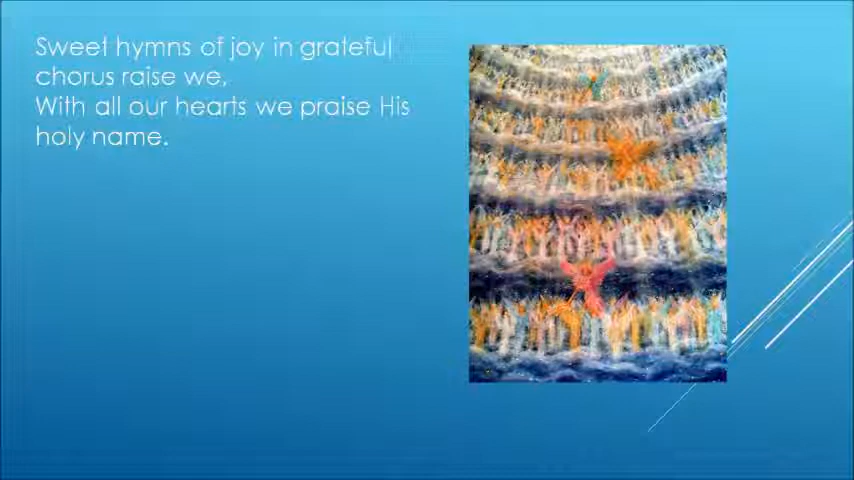 Sweet hymns of joy in grateful
chorus raise we,
With all our hearts we praise His
holy name.